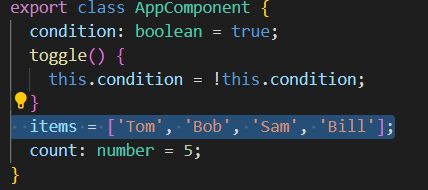 export class AppComponent {
  condition: boolean = true;
  toggle() {
    this.condition = !this.condition;
  }
  items = ['Tom', 'Bob', 'Sam', 'Bill'];
  count: number = 5;
}